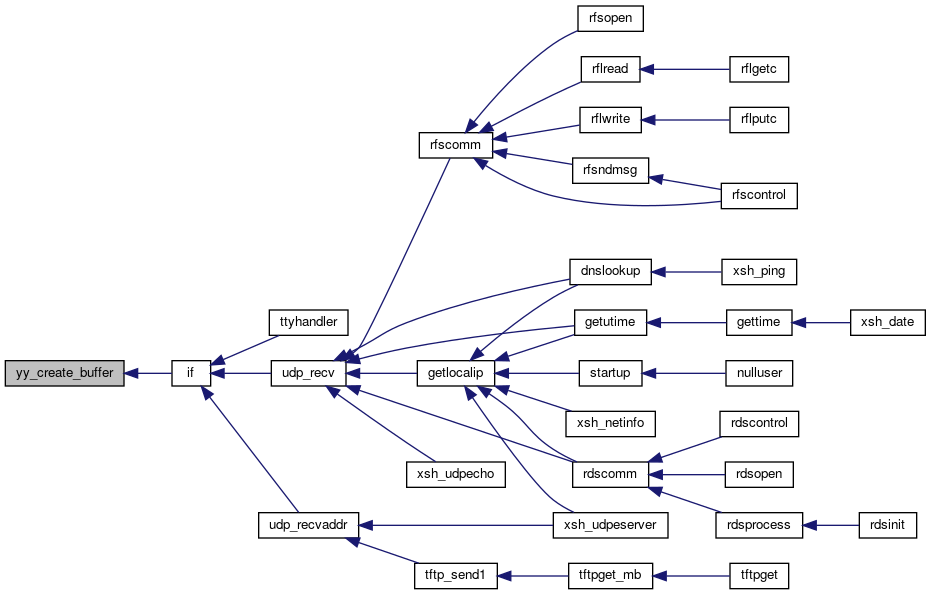 rfsopen
rflread
rflgetc
rflwrite
rflputc
rfscomm
rfsndmsg
rfscontrol
dnslookup
xsh_ping
ttyhandler
getutime
gettime
xsh_date
yy_create_buffer
if
udp_recv
getlocalip
startup
nulluser
xsh_netinfo
rdscontrol
xsh_udpecho
rdscomm
rdsopen
udp_recvaddr
xsh_udpeserver
rdsprocess
rdsinit
tftp_send1
tftpget_mb
tftpget